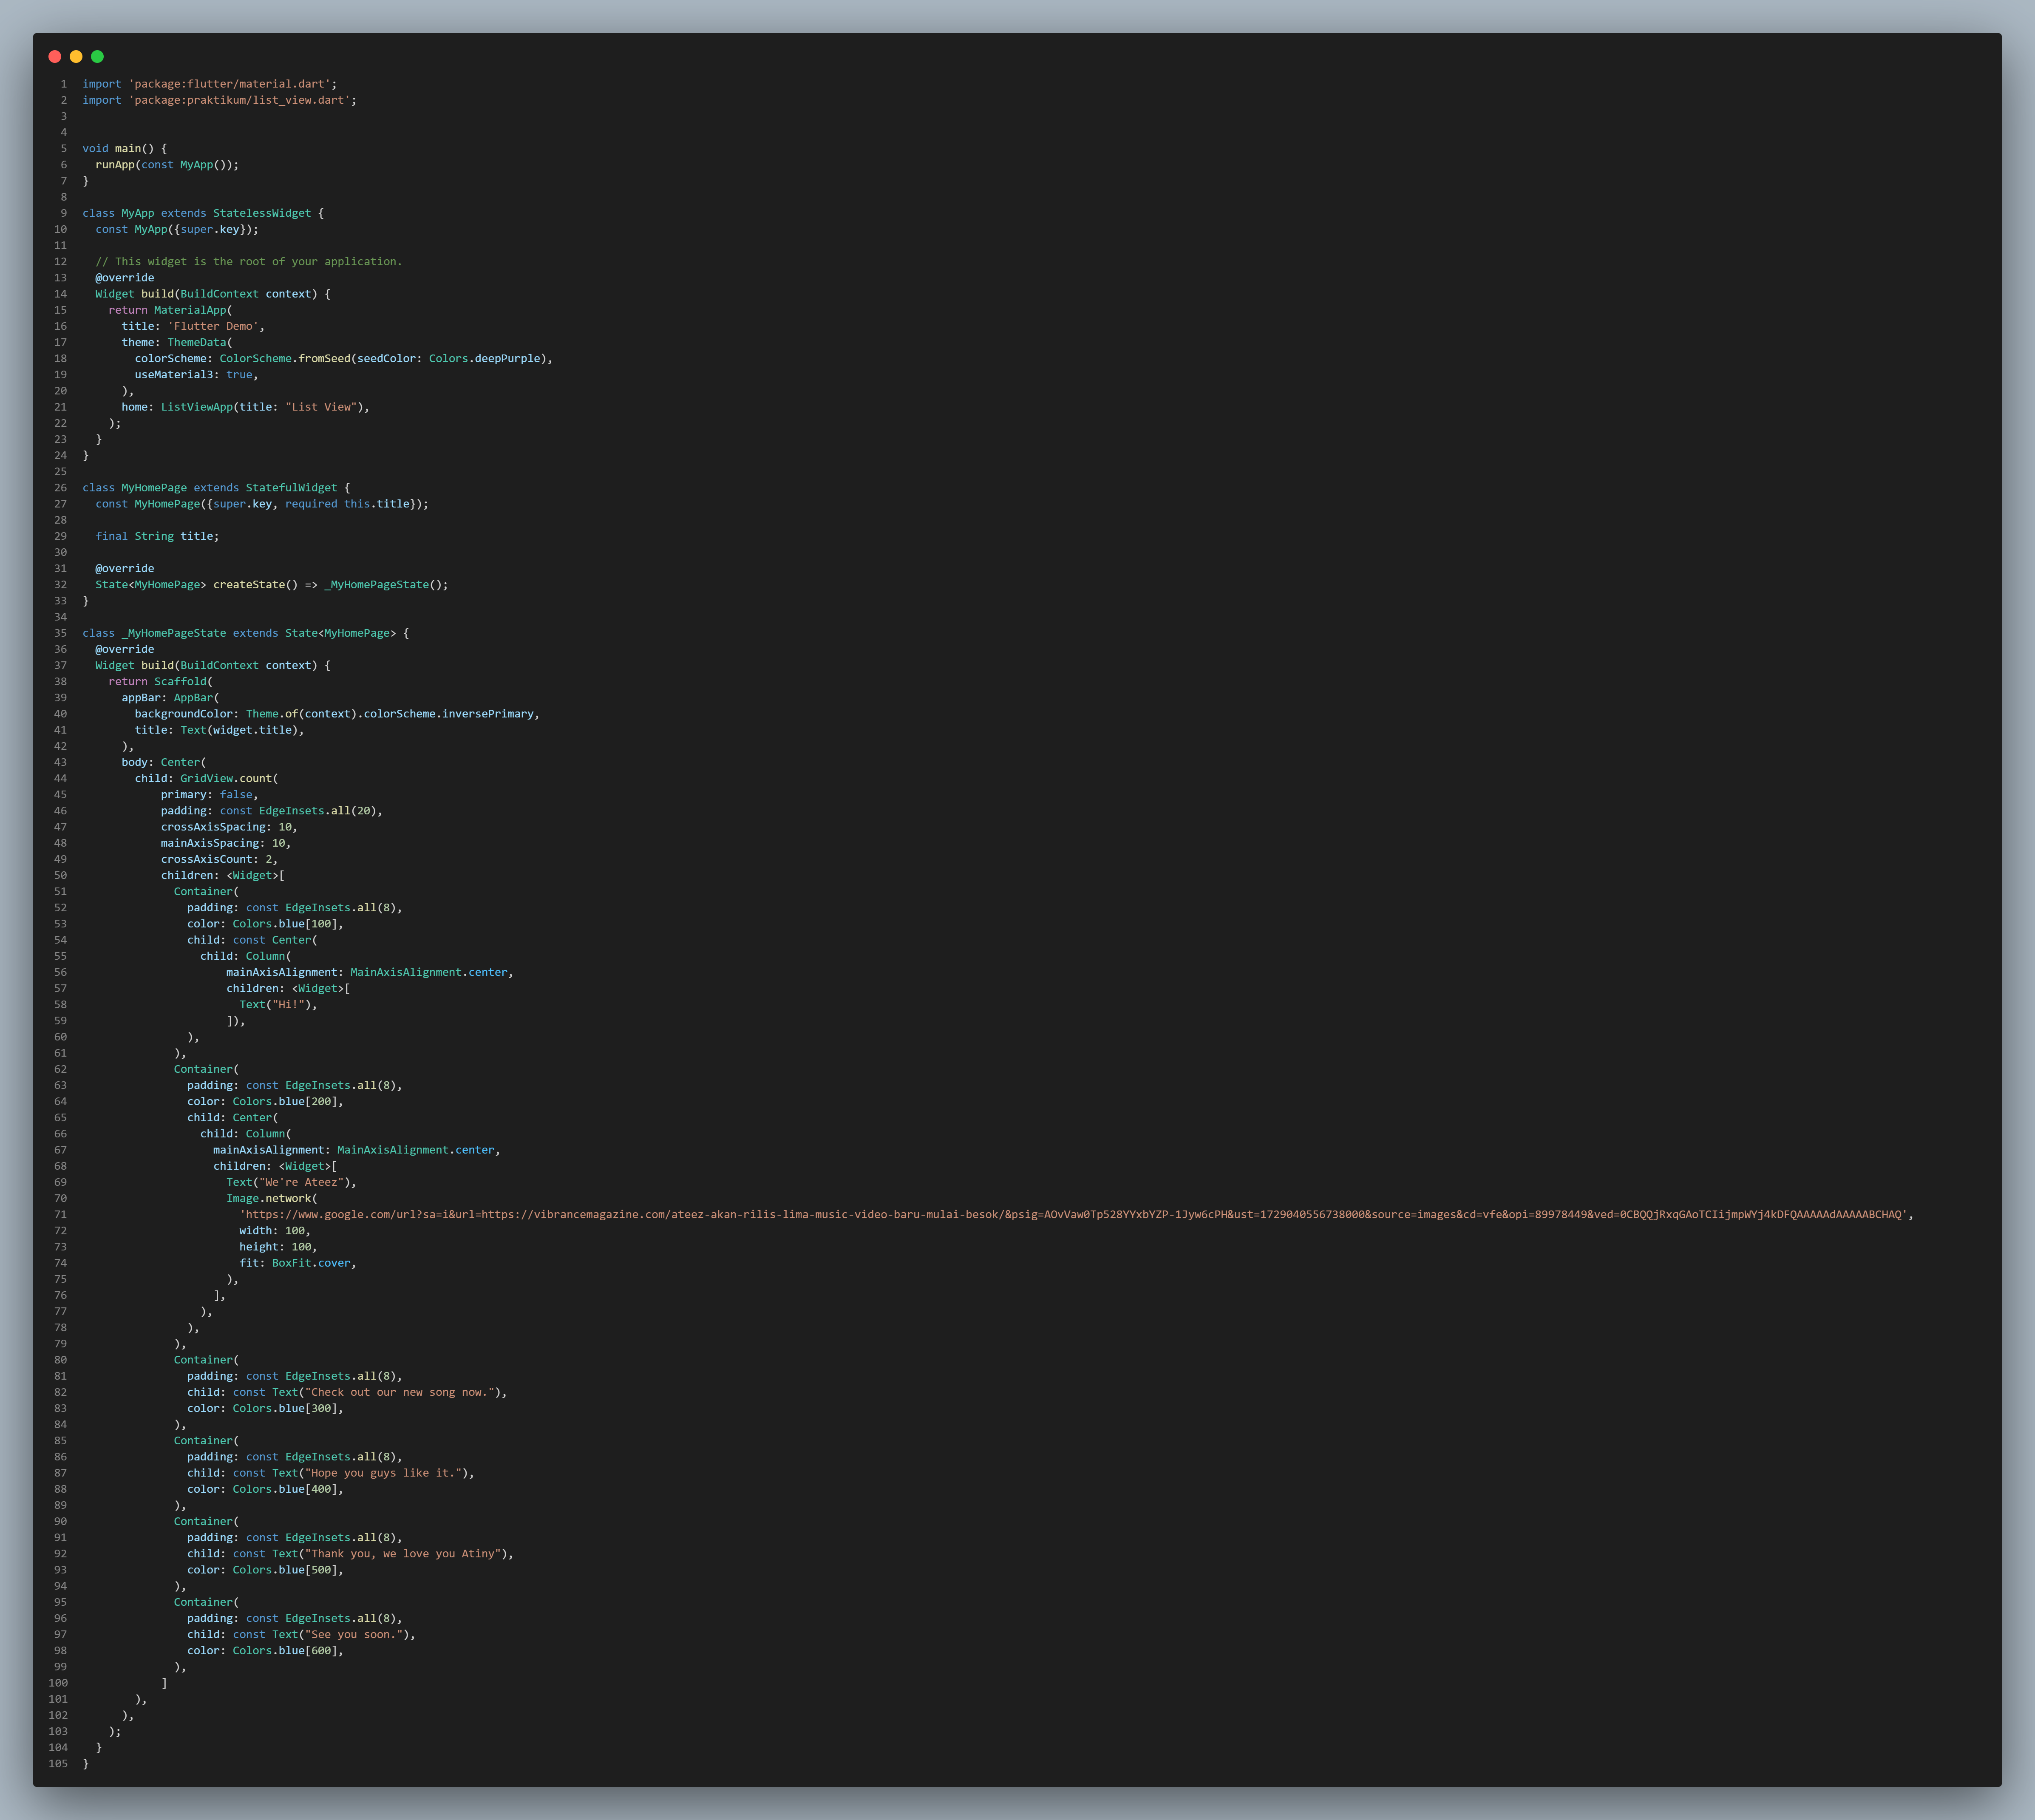 1 import 'package:flutter/material.dart';
2 import 'package:praktikum/list_view.dart';
3
4
5 void main() {
6   runApp(const MyApp());
7 }
8
9 class MyApp extends StatelessWidget {
10   const MyApp({super.key});
11
12   // This widget is the root of your application.
13   @override
14   Widget build(BuildContext context) {
15     return MaterialApp(
16       title: 'Flutter Demo',
17       theme: ThemeData(
18         colorScheme: ColorScheme.fromSeed(seedColor: Colors.deepPurple),
19         useMaterial3: true,
20       ),
21       home: ListViewApp(title: "List View"),
22     );
23   }
24 }
25
26 class MyHomePage extends StatefulWidget {
27   const MyHomePage({super.key, required this.title});
28
29   final String title;
30
31   @override
32   State<MyHomePage> createState() => _MyHomePageState();
33 }
34
35 class _MyHomePageState extends State<MyHomePage> {
36   @override
37   Widget build(BuildContext context) {
38     return Scaffold(
39       appBar: AppBar(
40         backgroundColor: Theme.of(context).colorScheme.inversePrimary,
41         title: Text(widget.title),
42       ),
43       body: Center(
44         child: GridView.count(
45             primary: false,
46             padding: const EdgeInsets.all(20),
47             crossAxisSpacing: 10,
48             mainAxisSpacing: 10,
49             crossAxisCount: 2,
50             children: <Widget>[
51               Container(
52                 padding: const EdgeInsets.all(8),
53                 color: Colors.blue[100],
54                 child: const Center(
55                   child: Column(
56                       mainAxisAlignment: MainAxisAlignment.center,
57                       children: <Widget>[
58                         Text("Hi!"),
59                       ]),
60                 ),
61               ),
62               Container(
63                 padding: const EdgeInsets.all(8),
64                 color: Colors.blue[200],
65                 child: Center(
66                   child: Column(
67                     mainAxisAlignment: MainAxisAlignment.center,
68                     children: <Widget>[
69                       Text("We're Ateez"),
70                       Image.network(
71                         'https://www.google.com/url?sa=i&url=https://vibrancemagazine.com/ateez-akan-rilis-lima-music-video-baru-mulai-besok/&psig=AOvVaw0Tp528YYxbYZP-1Jyw6cPH&ust=1729040556738000&source=images&cd=vfe&opi=89978449&ved=0CBQQjRxqGAoTCIijmpWYj4kDFQAAAAAdAAAAABCHAQ',
72                         width: 100,
73                         height: 100,
74                         fit: BoxFit.cover,
75                       ),
76                     ],
77                   ),
78                 ),
79               ),
80               Container(
81                 padding: const EdgeInsets.all(8),
82                 child: const Text("Check out our new song now."),
83                 color: Colors.blue[300],
84               ),
85               Container(
86                 padding: const EdgeInsets.all(8),
87                 child: const Text("Hope you guys like it."),
88                 color: Colors.blue[400],
89               ),
90               Container(
91                 padding: const EdgeInsets.all(8),
92                 child: const Text("Thank you, we love you Atiny"),
93                 color: Colors.blue[500],
94               ),
95               Container(
96                 padding: const EdgeInsets.all(8),
97                 child: const Text("See you soon."),
98                 color: Colors.blue[600],
99               ),
100             ]
101         ),
102       ),
103     );
104   }
105 }